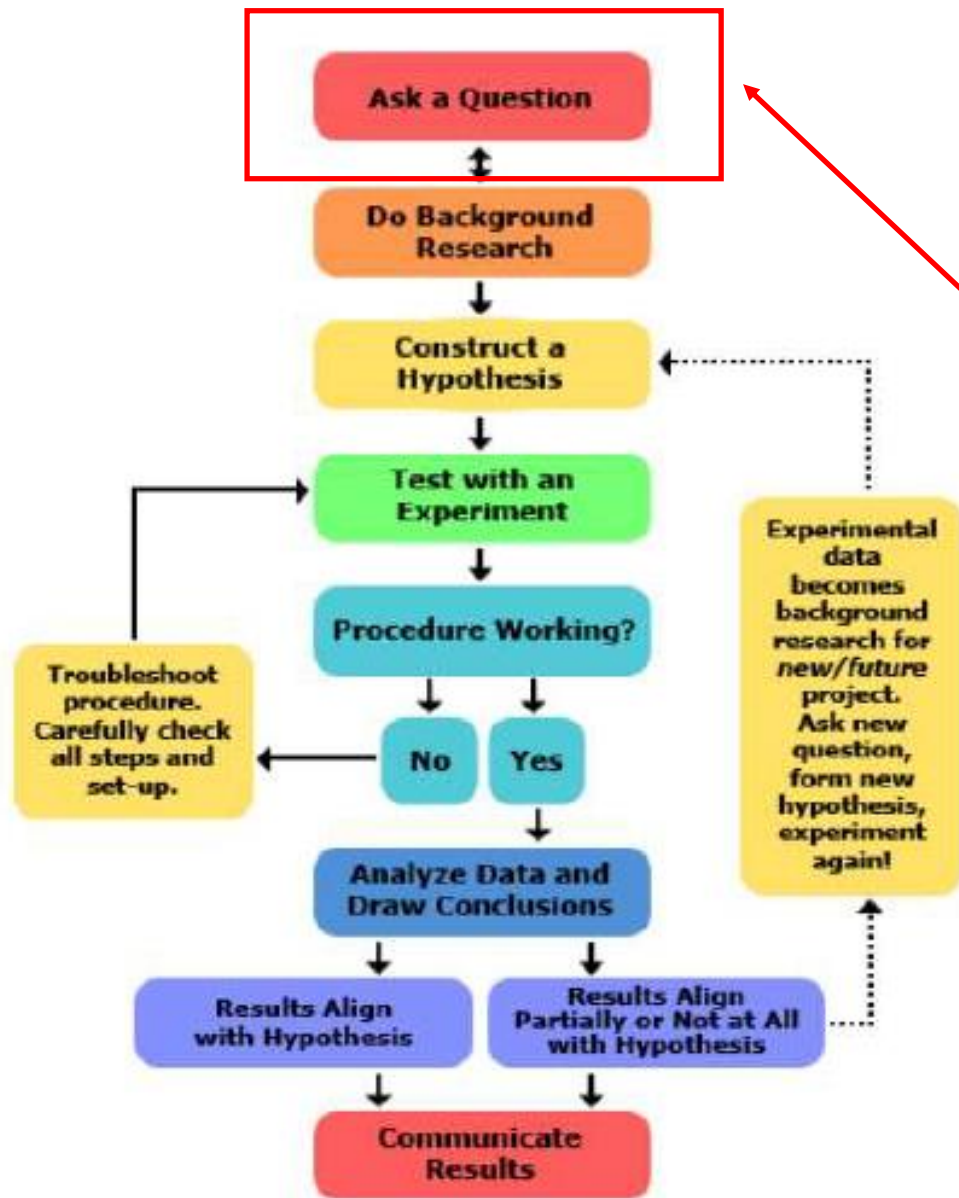 Ask a Question
Do Background
Research
Construct a
Hypothesis
Test with an
Experiment
Procedure Working?
No
Yes
Troubleshoot
procedure.
Carefully check
all steps and
set-up.
Experimental
data
becomes
background
research for
new/future
project.
Ask new
question,
form new
hypothesis,
experiment
again!
Analyze Data and
Draw Conclusions
Results Align
with Hypothesis
Results Align
Partially or Not at All
with Hypothesis
Communicate
Results